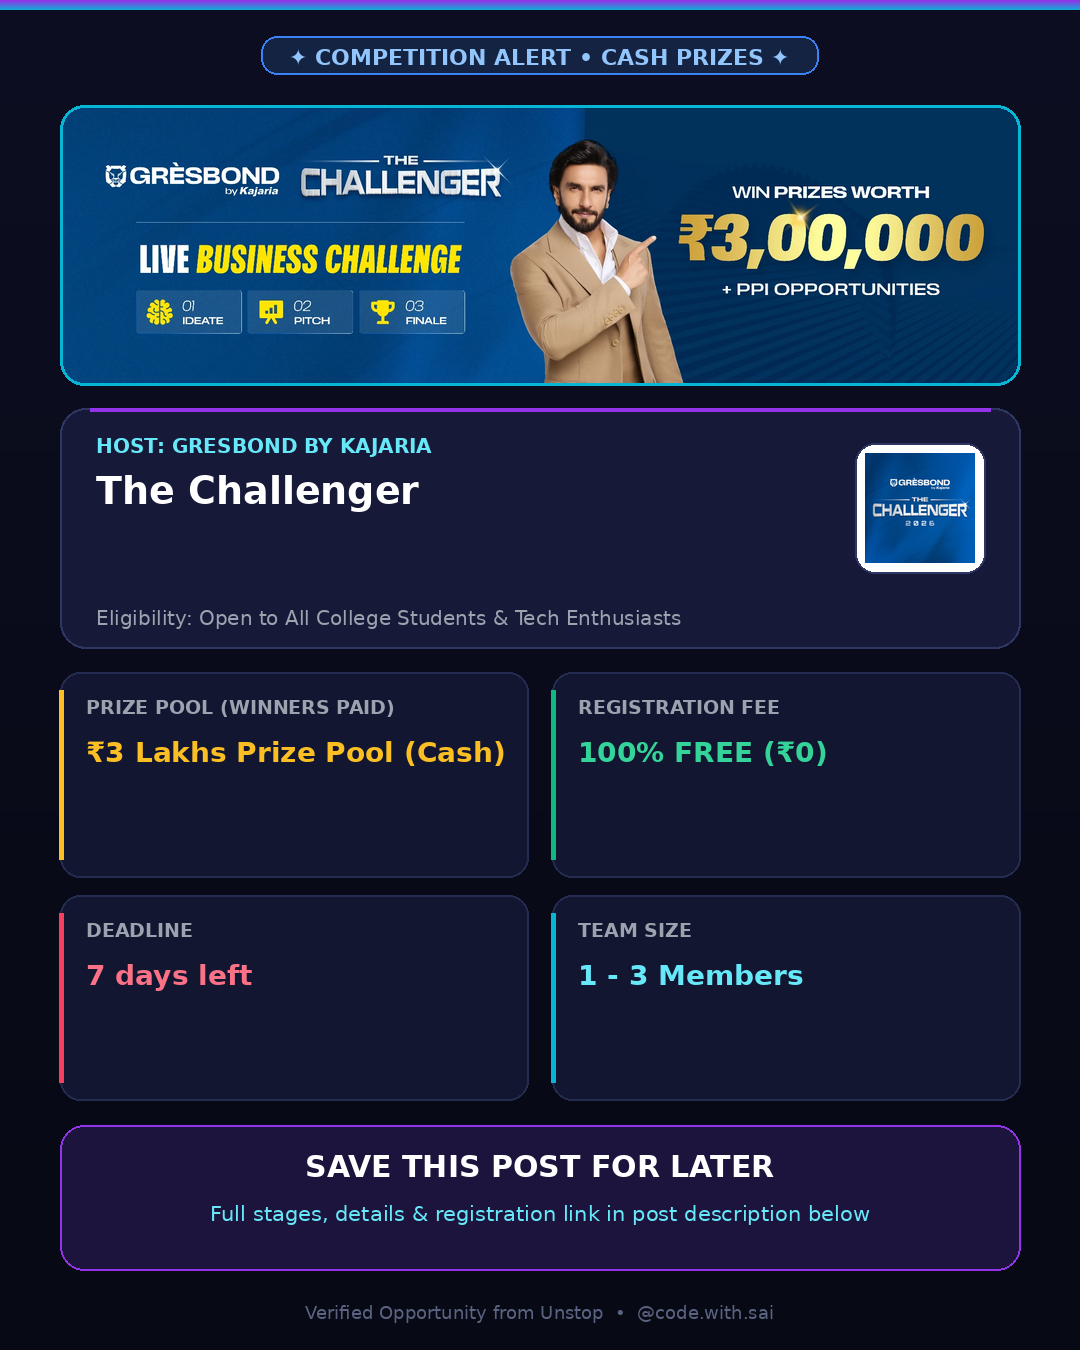 ✦ COMPETITION ALERT • CASH PRIZES ✦
GRÈSBOND
by Kajaria
THE
CHALLENGER
LIVE BUSINESS CHALLENGE
01
IDEATE
02
PITCH
03
FINALE
WIN PRIZES WORTH
₹3,00,000
+ PPI OPPORTUNITIES
HOST: GRESBOND BY KAJARIA
The Challenger
Eligibility: Open to All College Students & Tech Enthusiasts
GRÈSBOND
by Kajaria
THE
CHALLENGER
2026
PRIZE POOL (WINNERS PAID)
₹3 Lakhs Prize Pool (Cash)
REGISTRATION FEE
100% FREE (₹0)
DEADLINE
7 days left
TEAM SIZE
1 - 3 Members
SAVE THIS POST FOR LATER
Full stages, details & registration link in post description below
Verified Opportunity from Unstop • @code.with.sai